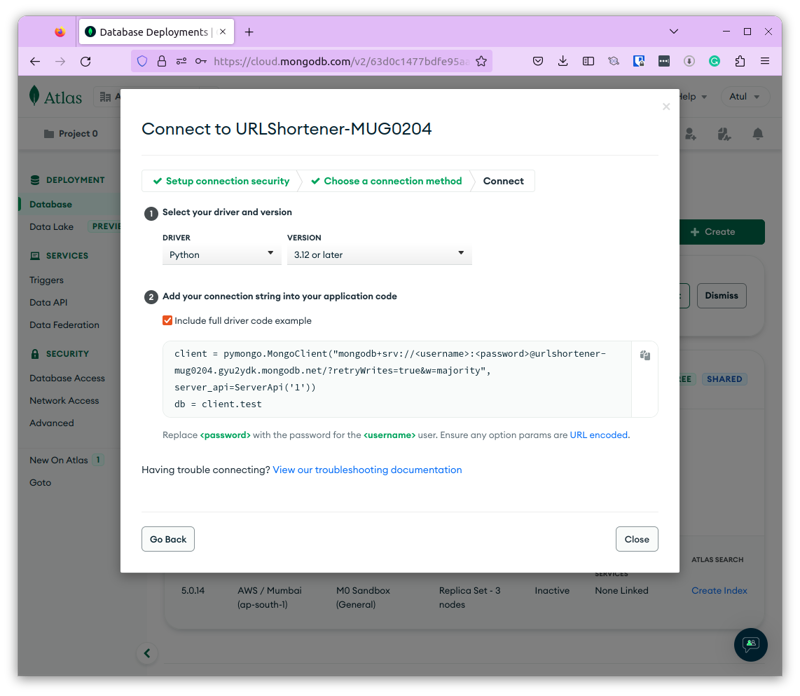 Database Deployments |
https://cloud.mongodb.com/v2/63d0c1477bdfe95a
Atlas
A
Help
Atul
Project 0
Connect to URLShortener-MUG0204
Setup connection security
Choose a connection method
Connect
DEPLOYMENT
Database
Data Lake
PREVI
SERVICES
Triggers
Data API
Data Federation
SECURITY
Database Access
Network Access
Advanced
New On Atlas 1
Goto
1 Select your driver and version
DRIVER
VERSION
Python
3.12 or later
2 Add your connection string into your application code
Include full driver code example
client = pymongo.MongoClient("mongodb+srv://<username>:<password>@urlshortener-
mug0204.gyu2ydk.mongodb.net/?retryWrites=true&w=majority",
server_api=ServerApi('1'))
db = client.test
Replace <password> with the password for the <username> user. Ensure any option params are URL encoded.
Having trouble connecting? View our troubleshooting documentation
Go Back
Close
+ Create
Dismiss
EE
SHARED
SERVICES
ATLAS SEARCH
5.0.14
AWS / Mumbai
(ap-south-1)
M0 Sandbox
(General)
Replica Set - 3
nodes
Inactive
None Linked
Create Index